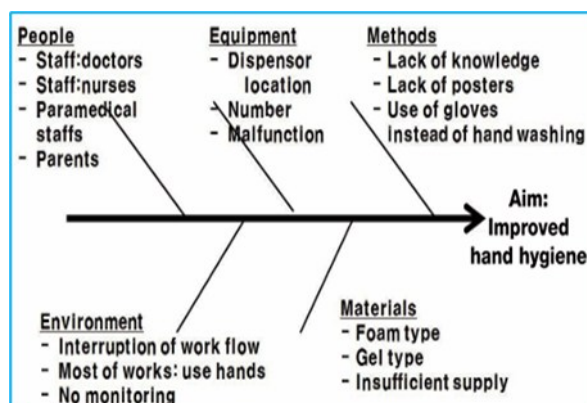 People
- Staff:doctors
- Staff:nurses
- Paramedical
staffs
- Parents
Equipment
- Dispensor
location
- Number
- Malfunction
Methods
- Lack of knowledge
- Lack of posters
- Use of gloves
instead of hand washing
Aim:
Improved
hand hygiene
Environment
- Interruption of work flow
- Most of works: use hands
- No monitoring
Materials
- Foam type
- Gel type
- Insufficient supply